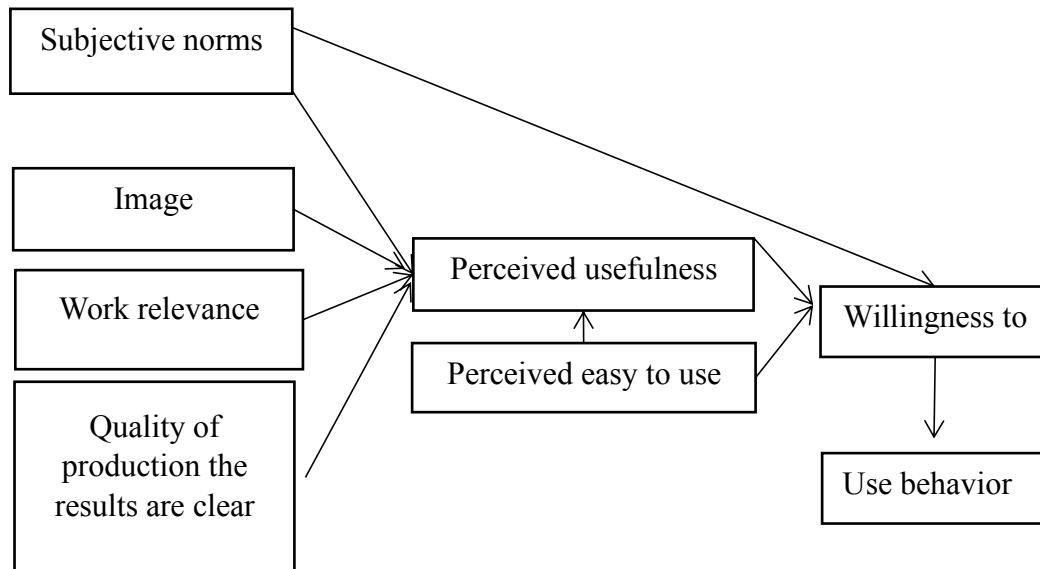 Subjective norms
Image
Work relevance
Quality of
production the
results are clear
Perceived usefulness
Perceived easy to use
Willingness to
Use behavior